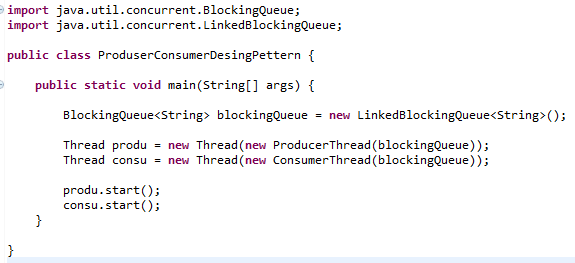 import java.util.concurrent.BlockingQueue;
import java.util.concurrent.LinkedBlockingQueue;
public class ProduserConsumerDesingPettern {
public static void main(String[] args) {
BlockingQueue<String> blockingQueue = new LinkedBlockingQueue<String>();
Thread produ = new Thread(new ProducerThread(blockingQueue));
Thread consu = new Thread(new ConsumerThread(blockingQueue));
produ.start();
consu.start();
}
}